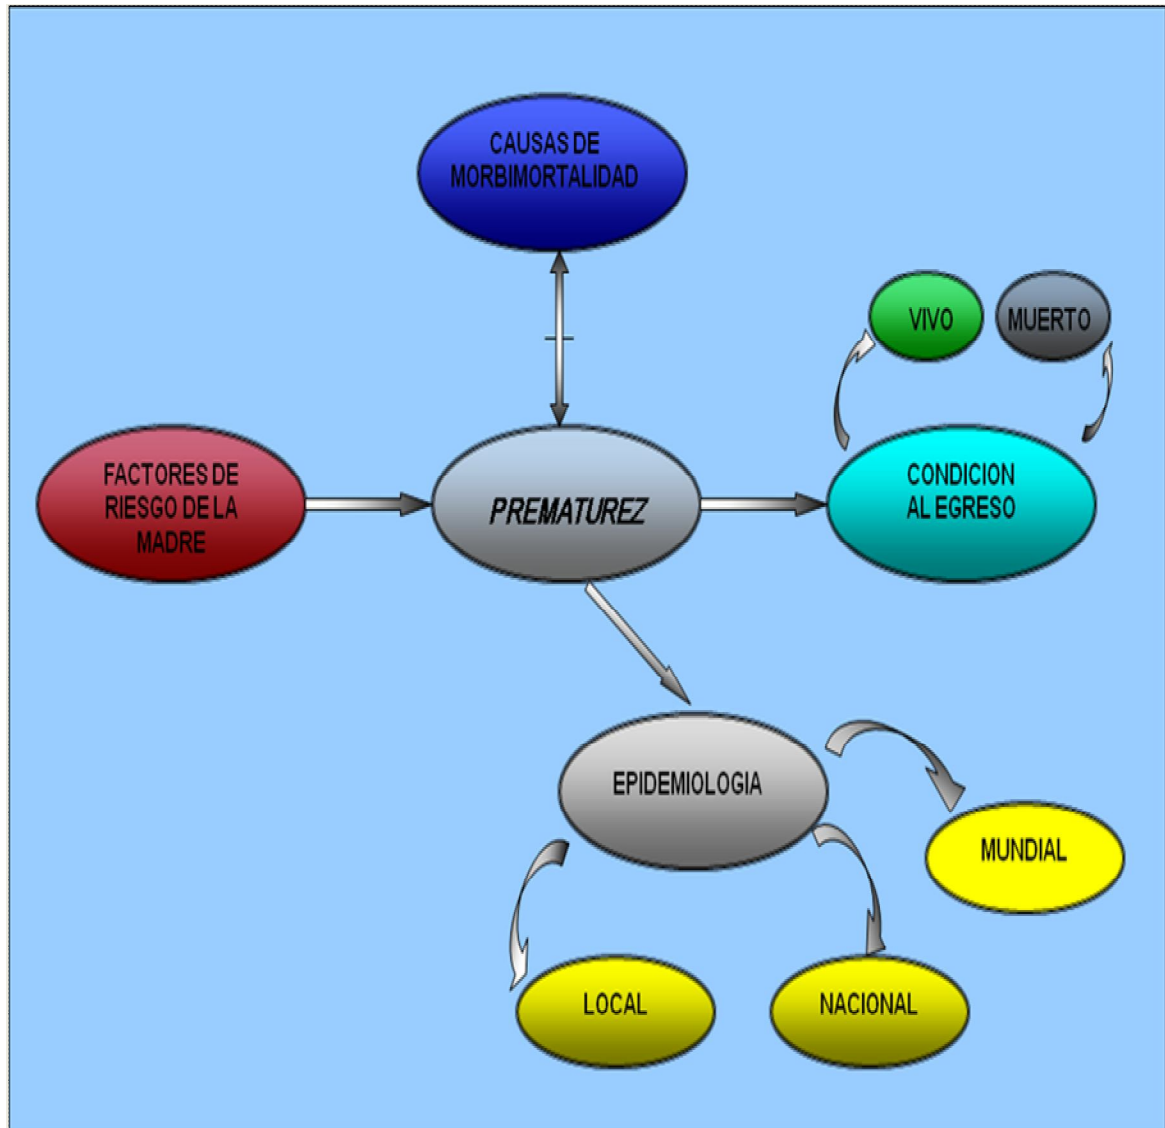 CAUSAS DE
MORBIMORTALIDAD
VIVO
MUERTO
FACTORES DE
RIESGO DE LA
MADRE
PREMATUREZ
CONDICION
AL EGRESO
EPIDEMIOLOGIA
MUNDIAL
LOCAL
NACIONAL